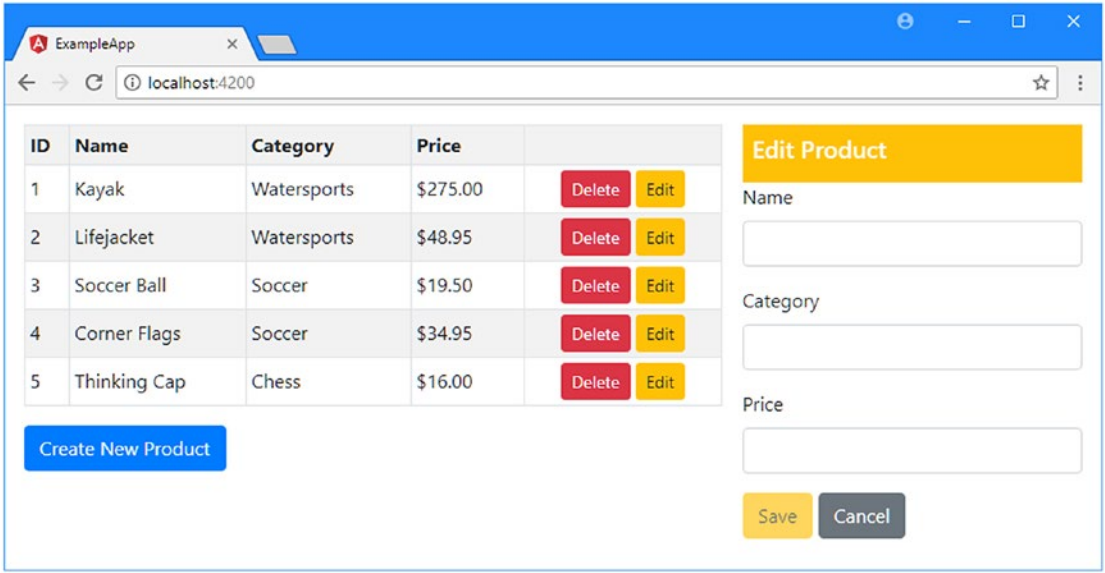 ExampleApp
localhost:4200
ID Name Category Price
1 Kayak Watersports $275.00 Delete Edit
2 Lifejacket Watersports $48.95 Delete Edit
3 Soccer Ball Soccer $19.50 Delete Edit
4 Corner Flags Soccer $34.95 Delete Edit
5 Thinking Cap Chess $16.00 Delete Edit
Create New Product
Edit Product
Name
Category
Price
Save Cancel